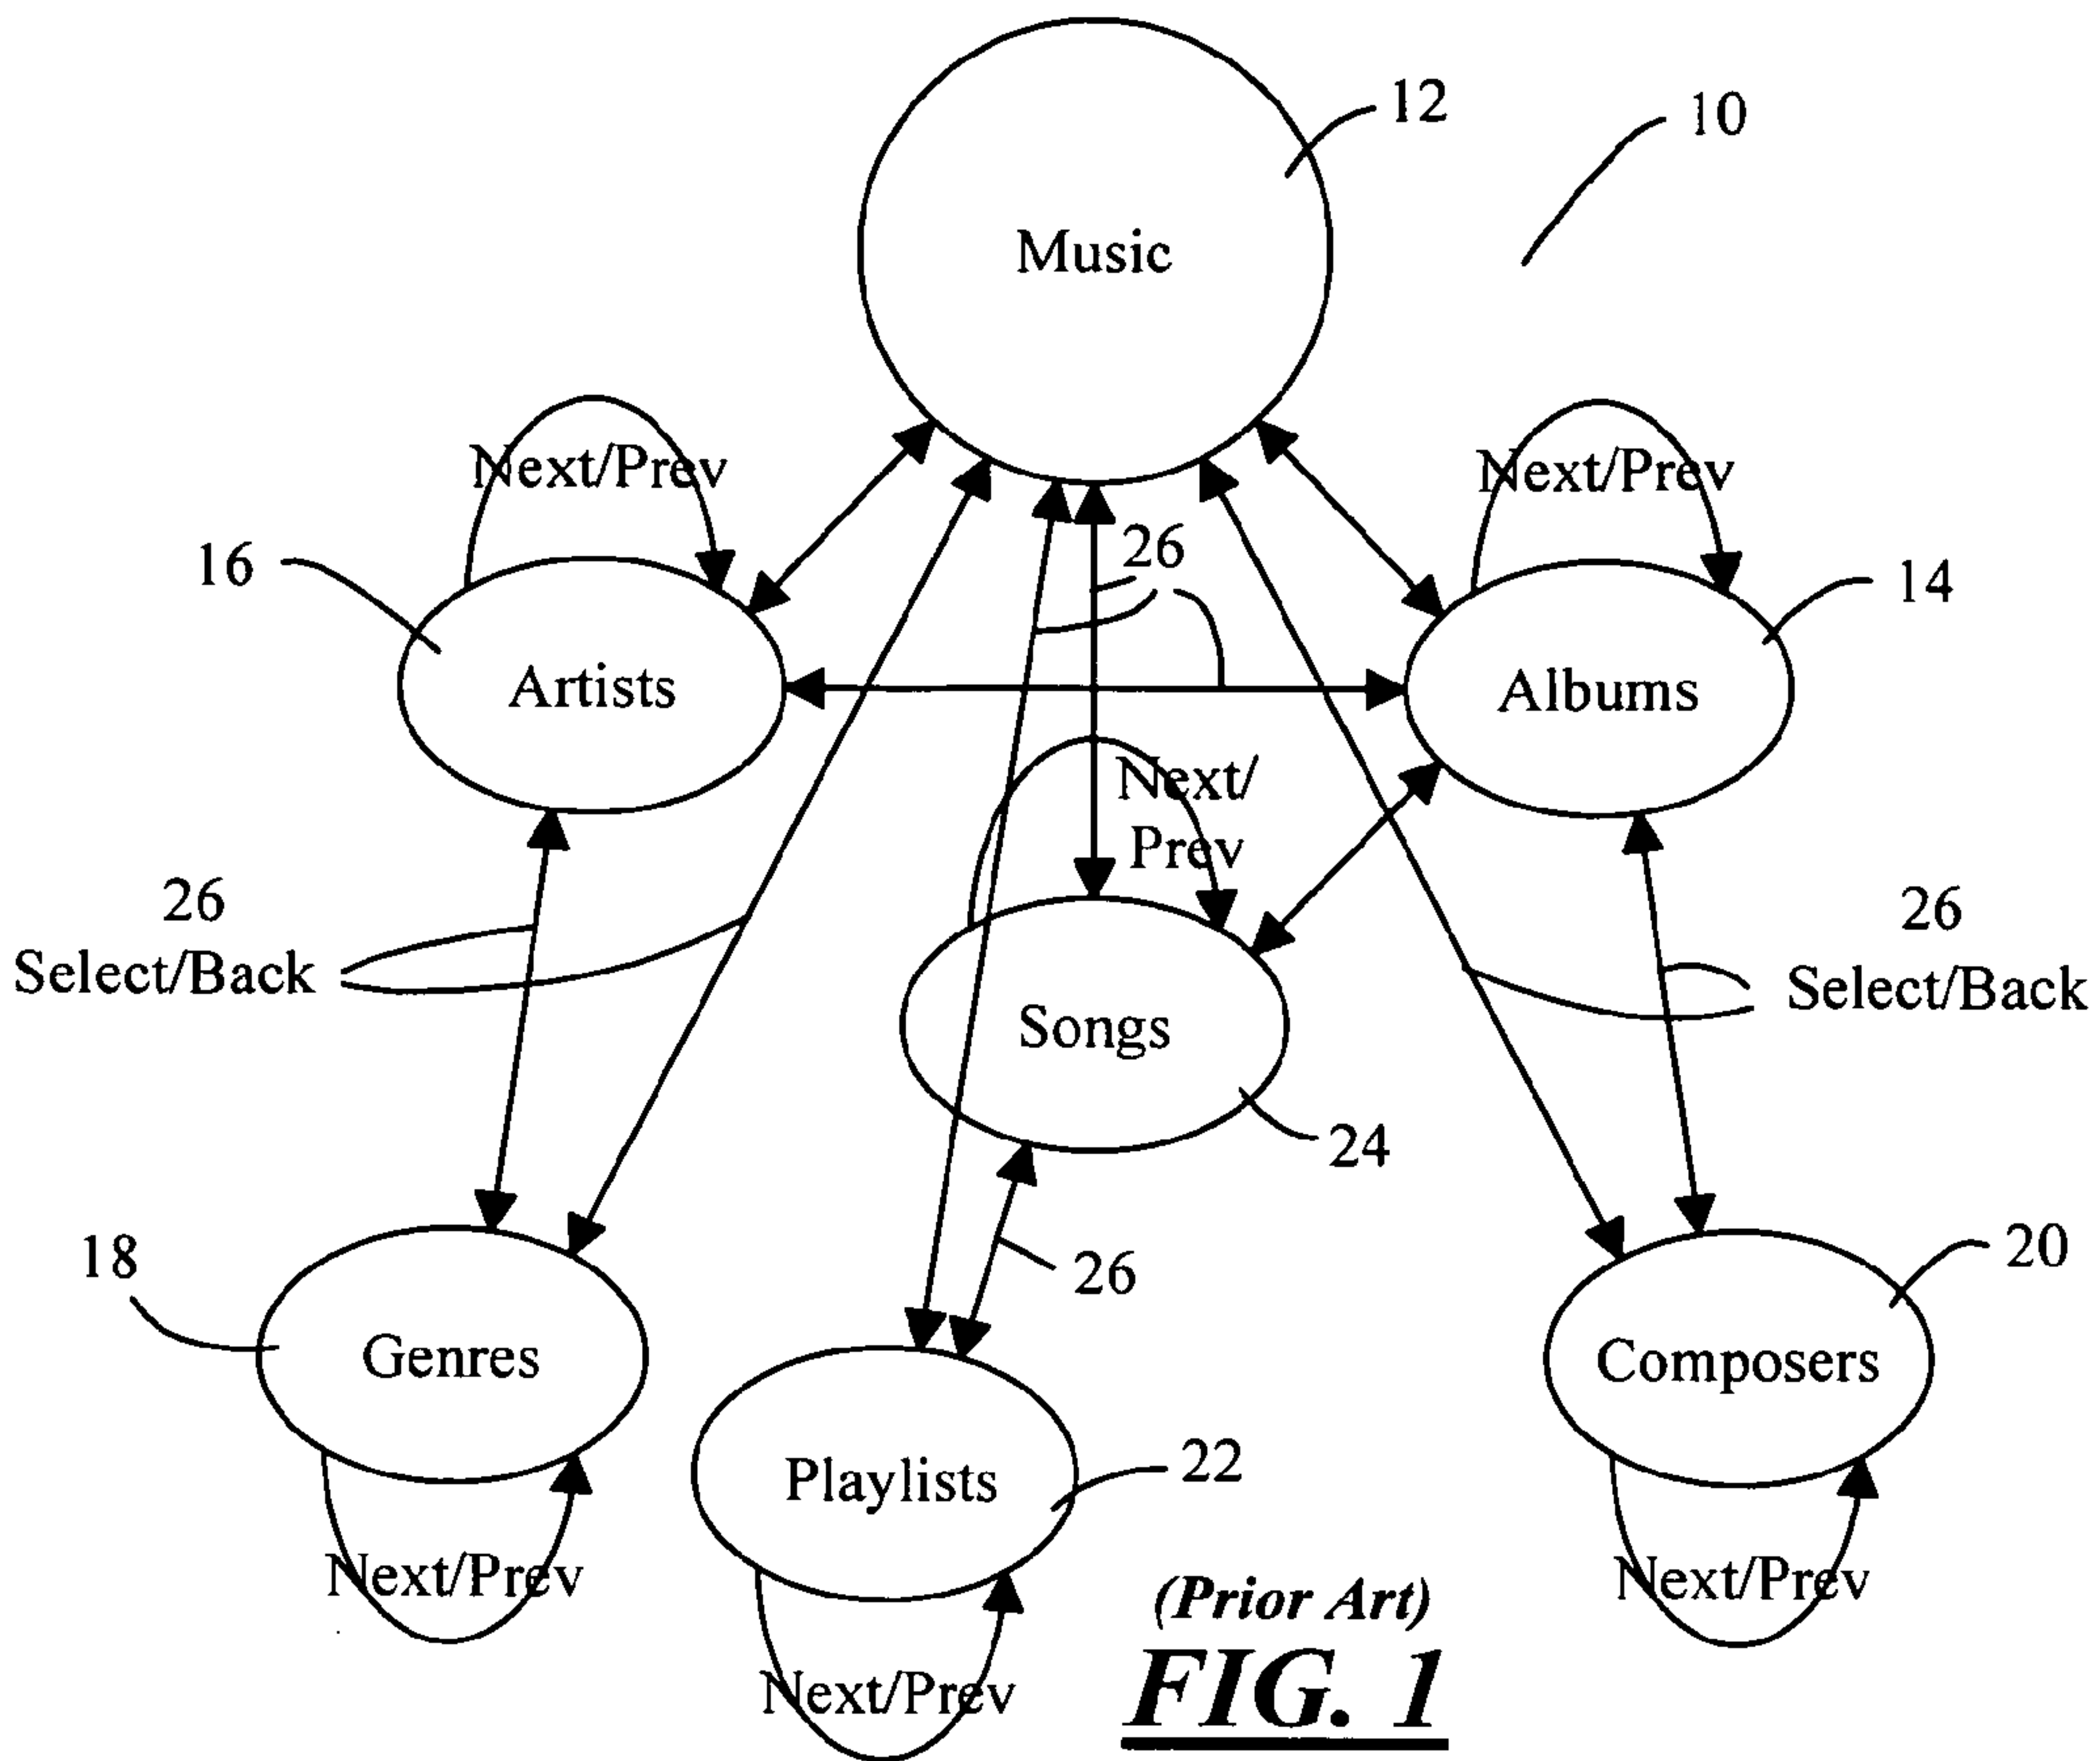 12
10
Music
Next/Prev
Next/Prev
26
16
14
Artists
Albums
Next/
Prev
26
Select/Back
26
Select/Back
Songs
24
18
20
26
Genres
Composers
Playlists
22
Next/Prev
Next/Prev
Next/Prev
(Prior Art)
FIG. 1